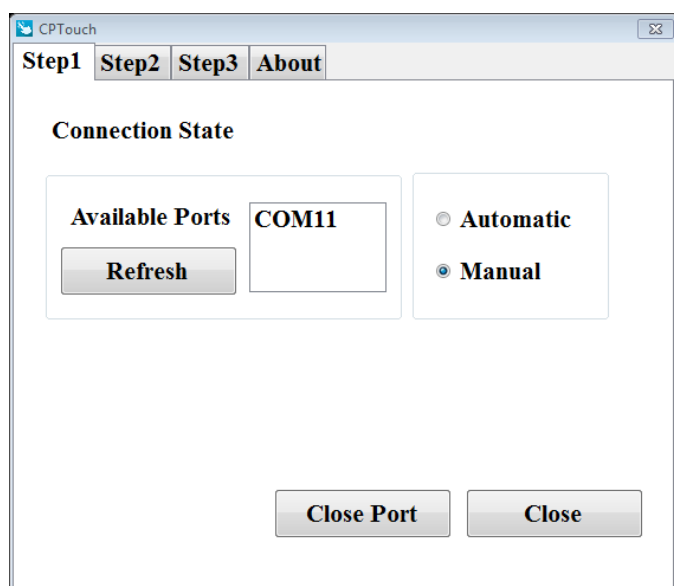 CPTouch
Step1 Step2 Step3 About
Connection State
Available Ports COM11
Refresh
Automatic
Manual
Close Port Close